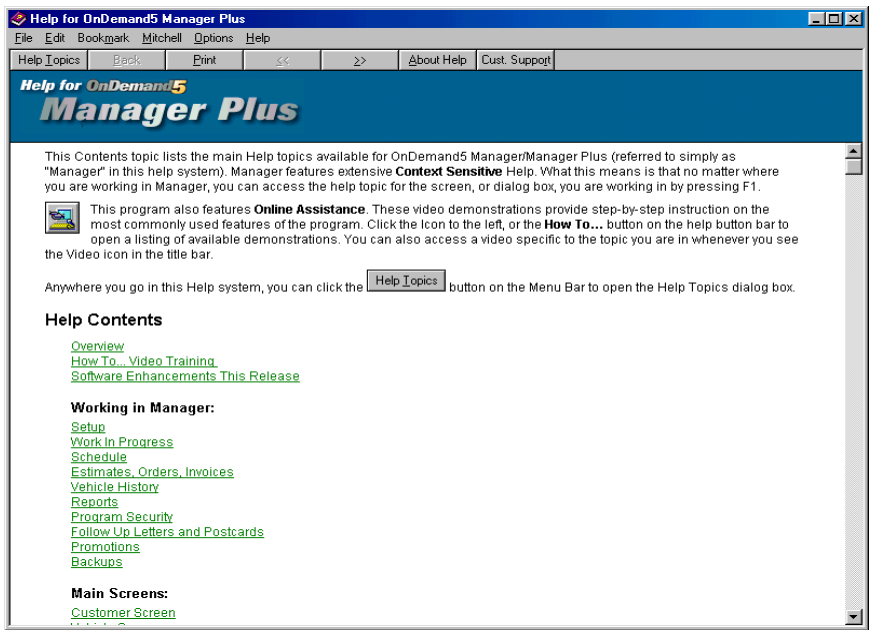 Help for OnDemand5 Manager Plus
File Edit Bookmark Mitchell Options Help
Help Topics Back Print << >> About Help Cust. Support
Help for OnDemand5
Manager Plus
This Contents topic lists the main Help topics available for OnDemand5 Manager/Manager Plus (referred to simply as
"Manager" in this help system). Manager features extensive Context Sensitive Help. What this means is that no matter where
you are working in Manager, you can access the help topic for the screen, or dialog box, you are working in by pressing F1.
This program also features Online Assistance. These video demonstrations provide step-by-step instruction on the
most commonly used features of the program. Click the Icon to the left, or the How To... button on the help button bar to
open a listing of available demonstrations. You can also access a video specific to the topic you are in whenever you see
the Video icon in the title bar.
Anywhere you go in this Help system, you can click the Help Topics button on the Menu Bar to open the Help Topics dialog box.
Help Contents
Overview
How To... Video Training
Software Enhancements This Release
Working in Manager:
Setup
Work In Progress
Schedule
Estimates, Orders, Invoices
Vehicle History
Reports
Program Security
Follow Up Letters and Postcards
Promotions
Backups
Main Screens:
Customer Screen